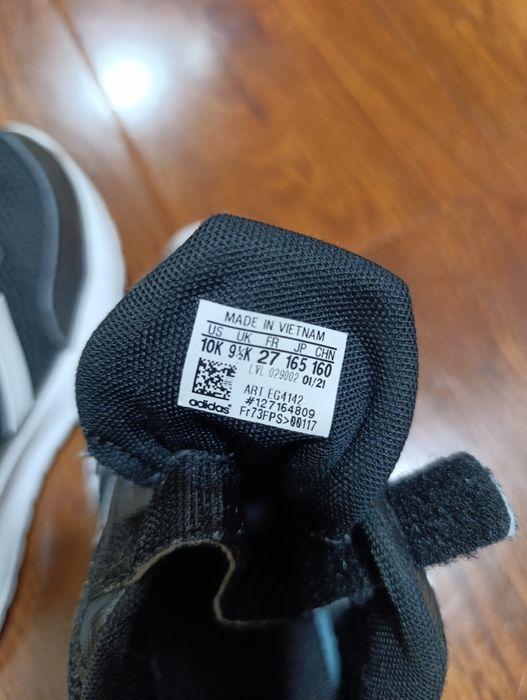 MADE IN VIETNAM
US UK FR JP CHN
10K 9½K 27 165 160
LVL 029002 01/21
ART EG4142
#127164809
adidas Fr73FPS>00117